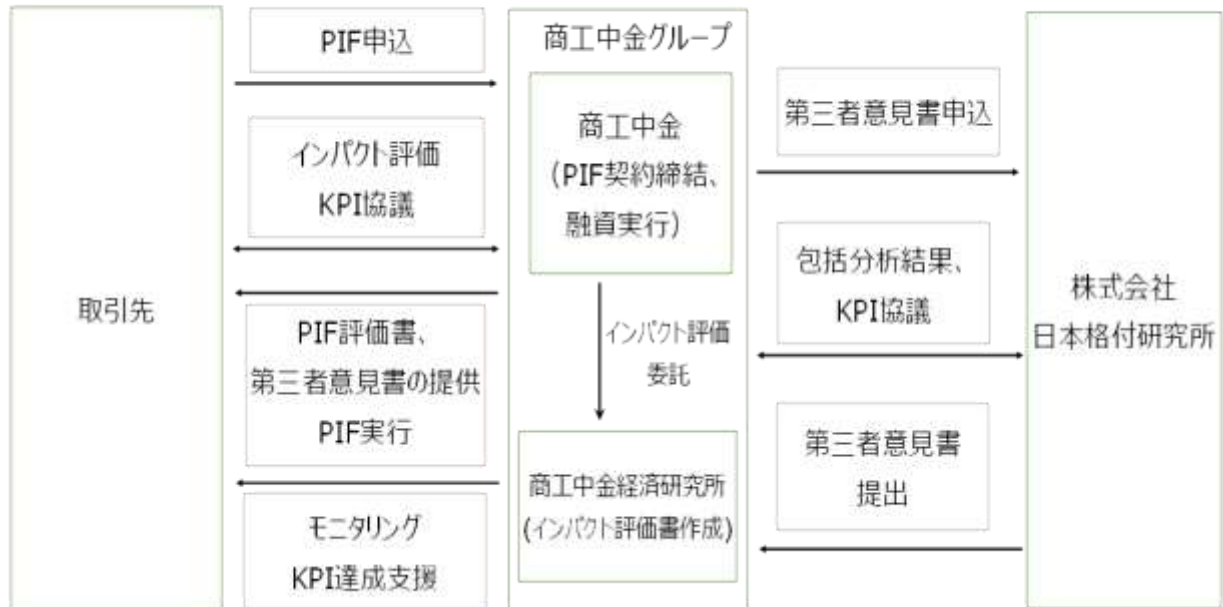 PIF申込
商工中金グループ
第三者意見書申込
商工中金
(PIF契約締結、
融資実行)
インパクト評価
KPI協議
包括分析結果、
KPI協議
取引先
株式会社
日本格付研究所
PIF評価書、
第三者意見書の提供
PIF実行
インパクト評価
委託
第三者意見書
提出
商工中金経済研究所
(インパクト評価書作成)
モニタリング
KPI達成支援